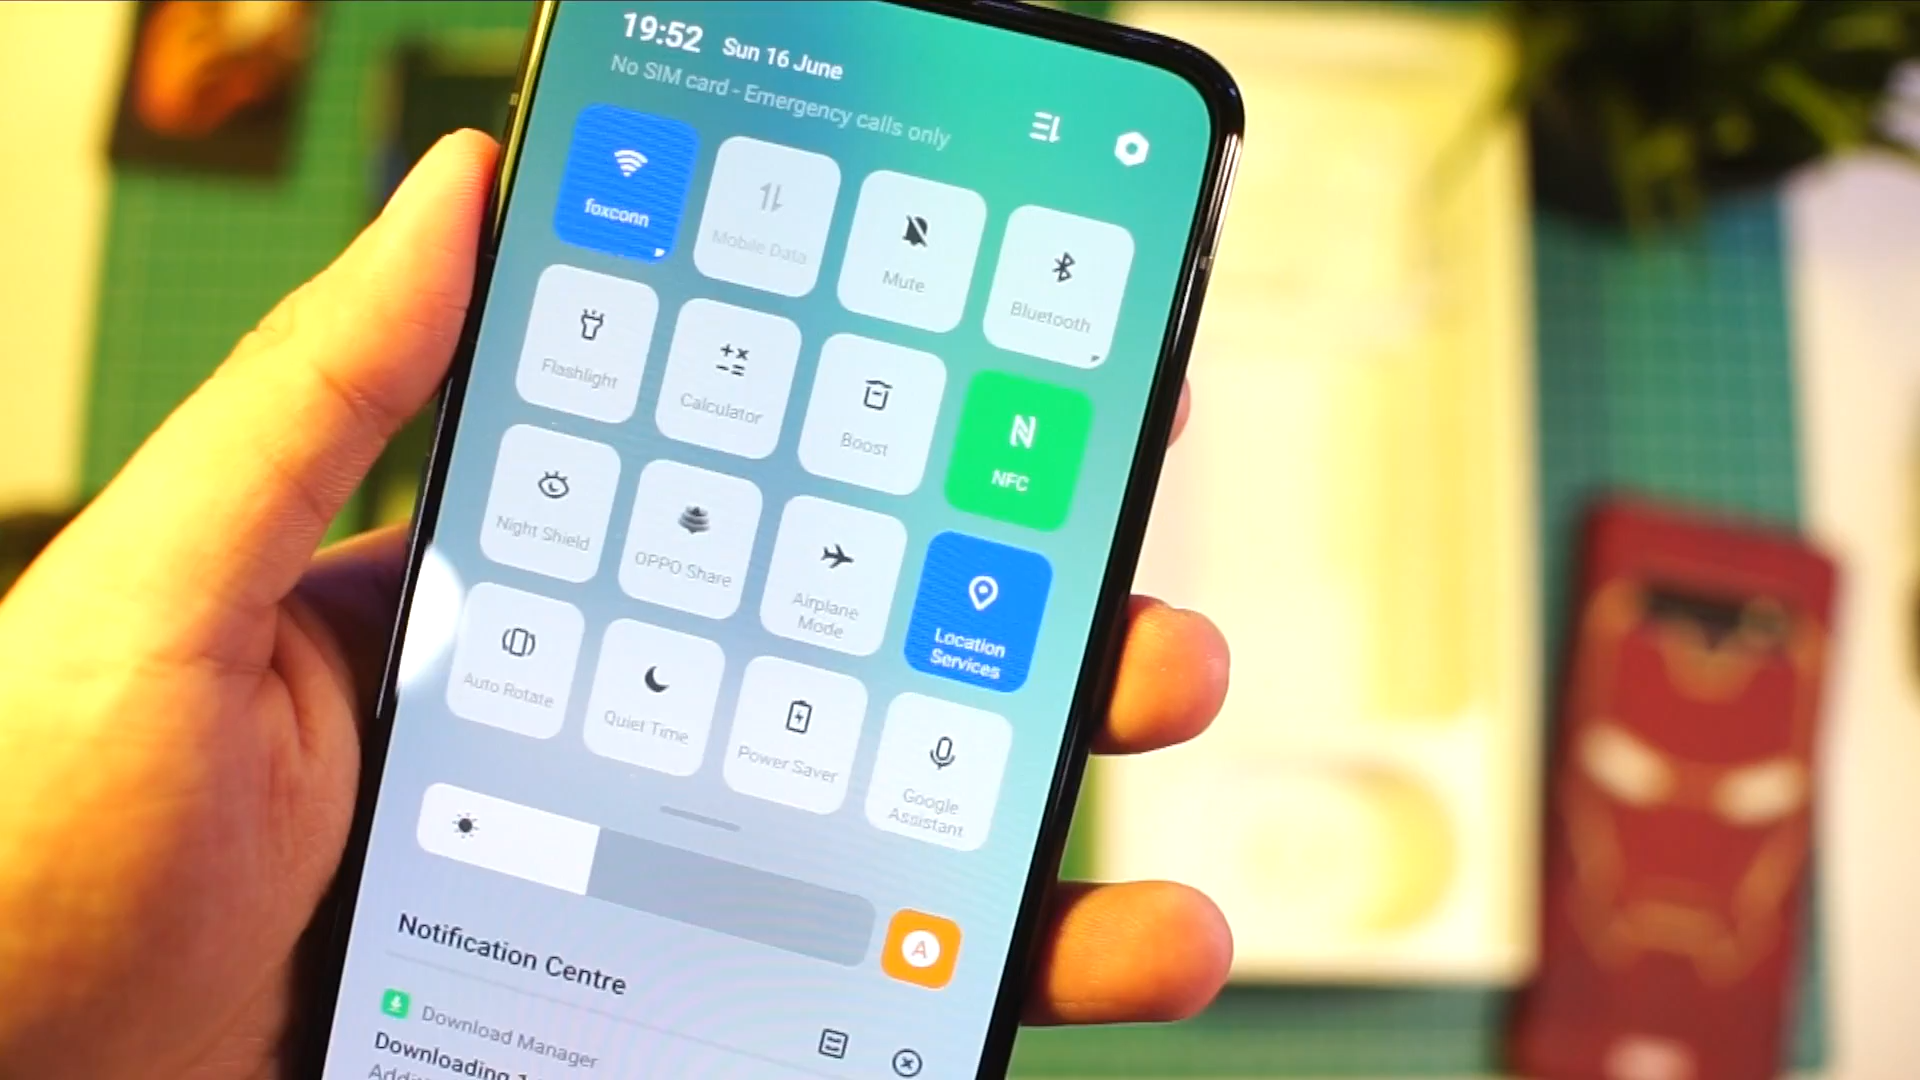 19:52 Sun 16 June
No SIM card - Emergency calls only
foxconn
Mobile Data
Mute
Bluetooth
Flashlight
Calculator
Boost
NFC
Night Shield
OPPO Share
Airplane
Mode
Location
Services
Auto Rotate
Quiet Time
Power Saver
Google
Assistant
A
Notification Centre
Download Manager
Downloading